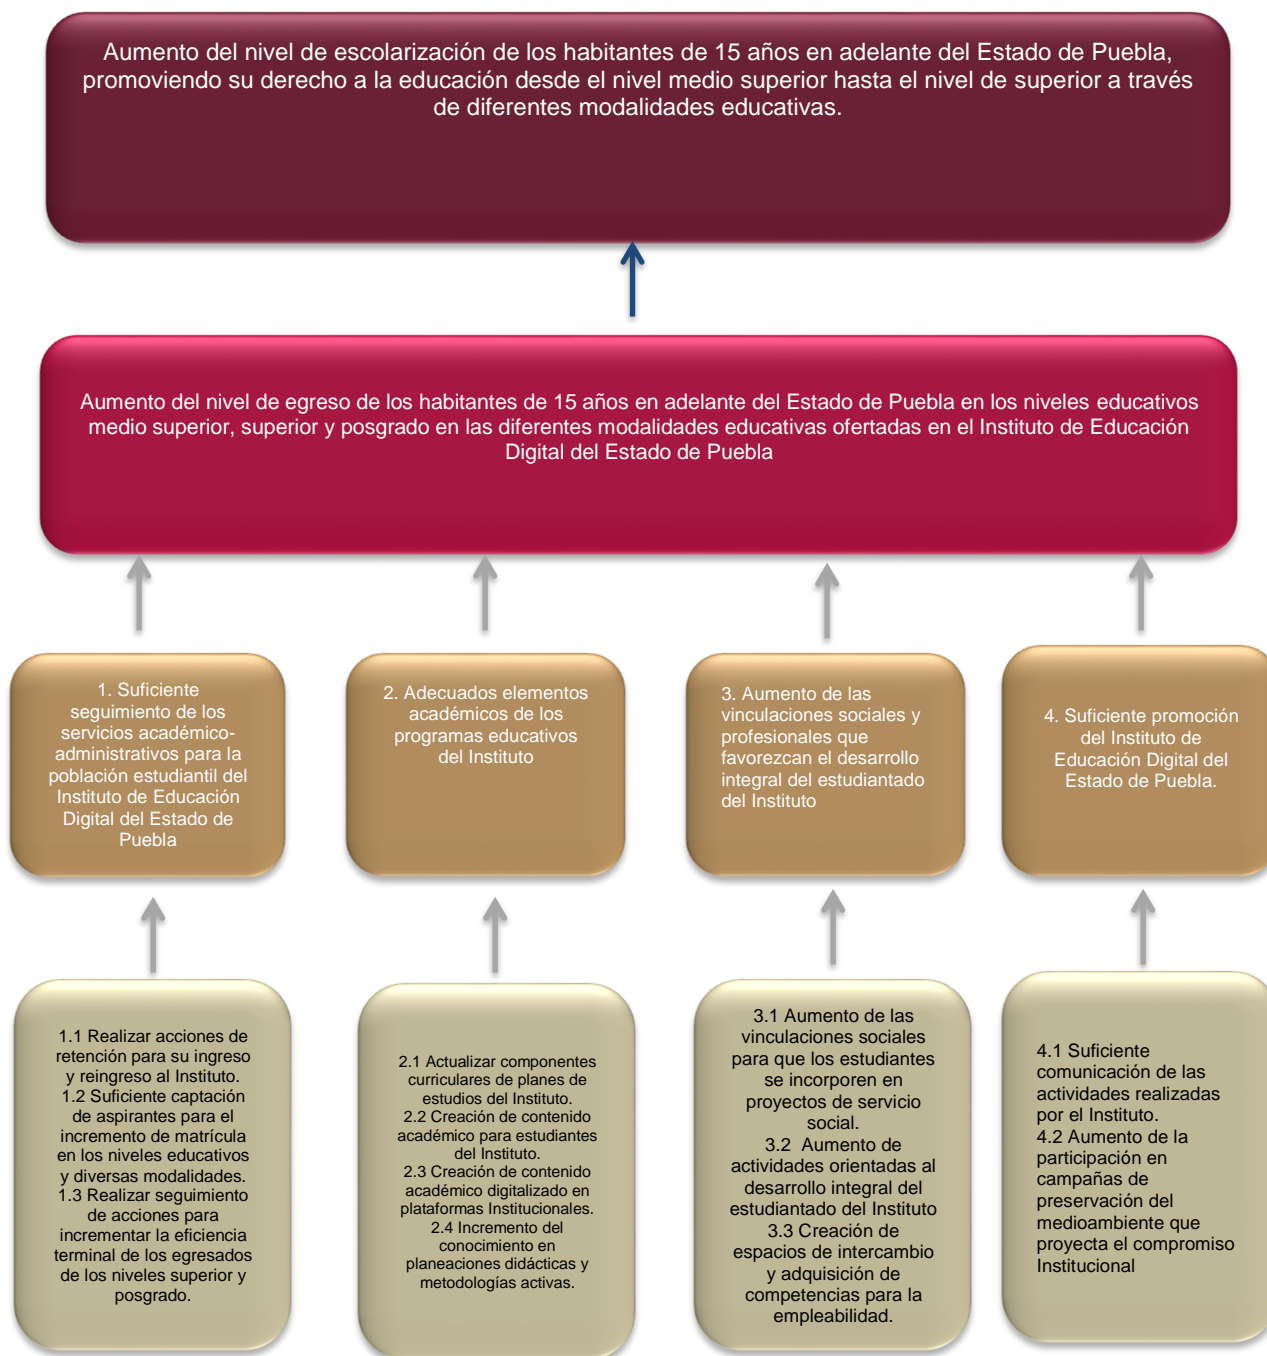 Aumento del nivel de escolarización de los habitantes de 15 años en adelante del Estado de Puebla,
promoviendo su derecho a la educación desde el nivel medio superior hasta el nivel de superior a través
de diferentes modalidades educativas.
Aumento del nivel de egreso de los habitantes de 15 años en adelante del Estado de Puebla en los niveles educativos
medio superior, superior y posgrado en las diferentes modalidades educativas ofertadas en el Instituto de Educación
Digital del Estado de Puebla
1. Suficiente
seguimiento de los
servicios académico-
administrativos para la
población estudiantil del
Instituto de Educación
Digital del Estado de
Puebla
2. Adecuados elementos
académicos de los
programas educativos
del Instituto
3. Aumento de las
vinculaciones sociales y
profesionales que
favorezcan el desarrollo
integral del estudiantado
del Instituto
4. Suficiente promoción
del Instituto de
Educación Digital del
Estado de Puebla.
1.1 Realizar acciones de
retención para su ingreso
y reingreso al Instituto.
1.2 Suficiente captación
de aspirantes para el
incremento de matrícula
en los niveles educativos
y diversas modalidades.
1.3 Realizar seguimiento
de acciones para
incrementar la eficiencia
terminal de los egresados
de los niveles superior y
posgrado.
2.1 Actualizar componentes
curriculares de planes de
estudios del Instituto.
2.2 Creación de contenido
académico para estudiantes
del Instituto.
2.3 Creación de contenido
académico digitalizado en
plataformas Institucionales.
2.4 Incremento del
conocimiento en
planeaciones didácticas y
metodologías activas.
3.1 Aumento de las
vinculaciones sociales
para que los estudiantes
se incorporen en
proyectos de servicio
social.
3.2 Aumento de
actividades orientadas al
desarrollo integral del
estudiantado del Instituto
3.3 Creación de
espacios de intercambio
y adquisición de
competencias para la
empleabilidad.
4.1 Suficiente
comunicación de las
actividades realizadas
por el Instituto.
4.2 Aumento de la
participación en
campañas de
preservación del
medioambiente que
proyecta el compromiso
Institucional